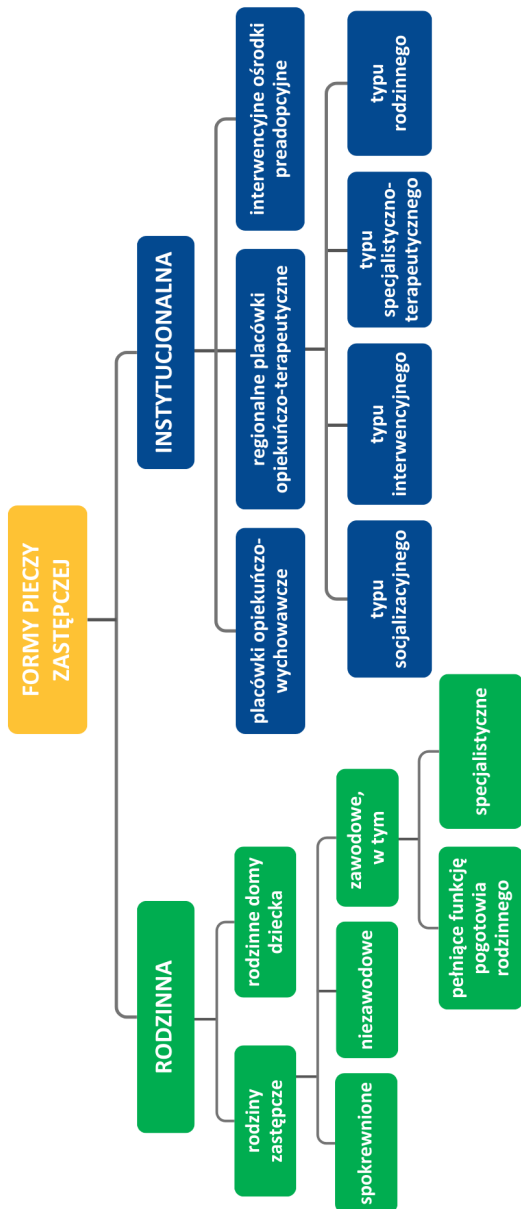 FORMY PIECZY
ZASTĘPCZEJ
RODZINNA
INSTYTUCJONALNA
rodziny
zastępcze
rodzinne domy
dziecka
placówki opiekuńczo-
wychowawcze
regionalne placówki
opiekuńczo-terapeutyczne
interwencyjne ośrodki
preadopcyjne
spokrewnione
niezawodowe
zawodowe,
w tym
typu
socjalizacyjnego
typu
interwencyjnego
typu
specjalistyczno-
terapeutycznego
typu
rodzinnego
pełniące funkcję
pogotowia
rodzinnego
specjalistyczne